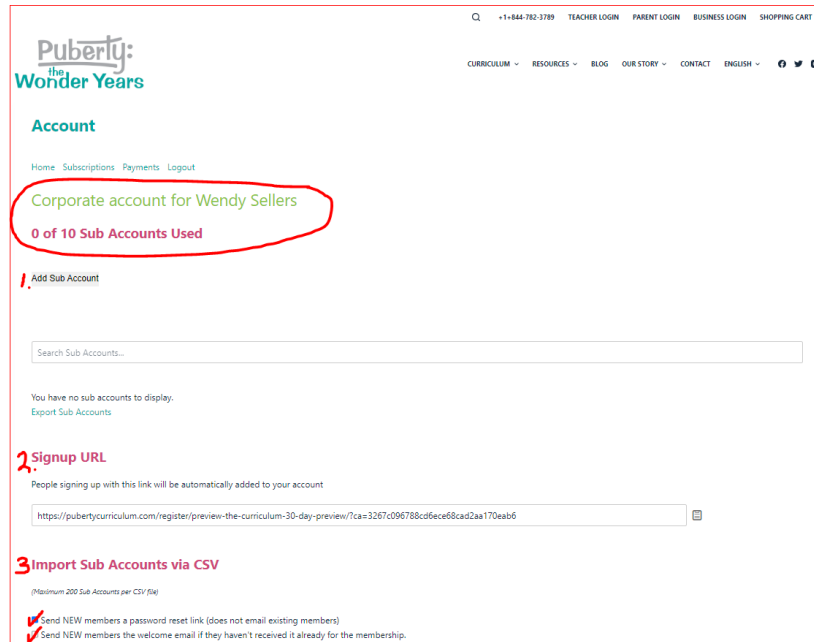 +1+844-782-3789 TEACHER LOGIN PARENT LOGIN BUSINESS LOGIN SHOPPING CART
Puberty:
the
Wonder Years
CURRICULUM RESOURCES BLOG OUR STORY CONTACT ENGLISH
Account
Home Subscriptions Payments Logout
Corporate account for Wendy Sellers
0 of 10 Sub Accounts Used
1. Add Sub Account
Search Sub Accounts...
You have no sub accounts to display.
Export Sub Accounts
2. Signup URL
People signing up with this link will be automatically added to your account
https://pubertycurriculum.com/register/preview-the-curriculum-30-day-preview/?ca=3267c096788cd6ece68cad2aa170eab6
3 Import Sub Accounts via CSV
(Maximum 200 Sub Accounts per CSV file)
Send NEW members a password reset link (does not email existing members)
Send NEW members the welcome email if they haven't received it already for the membership.